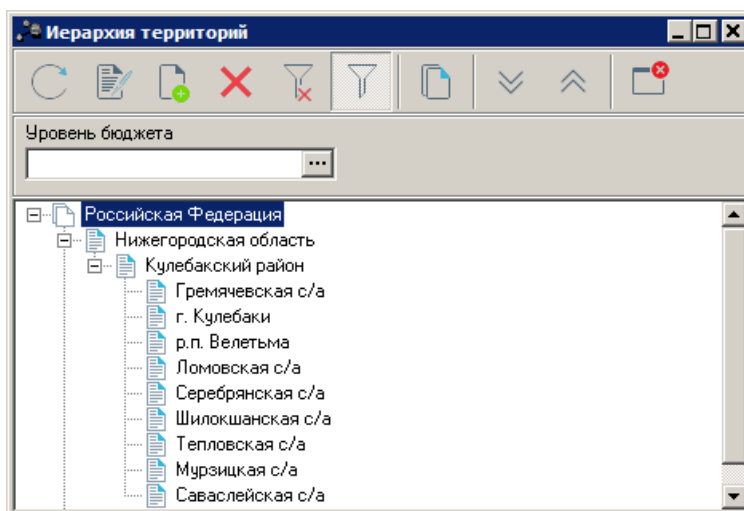 Иерархия территорий
Уровень бюджета
Российская Федерация
Нижегородская область
Кулебакский район
Гремячевская с/а
г. Кулебаки
р.п. Велетьма
Ломовская с/а
Серебрянская с/а
Шилокшанская с/а
Тепловская с/а
Мурзицкая с/а
Саваслейская с/а